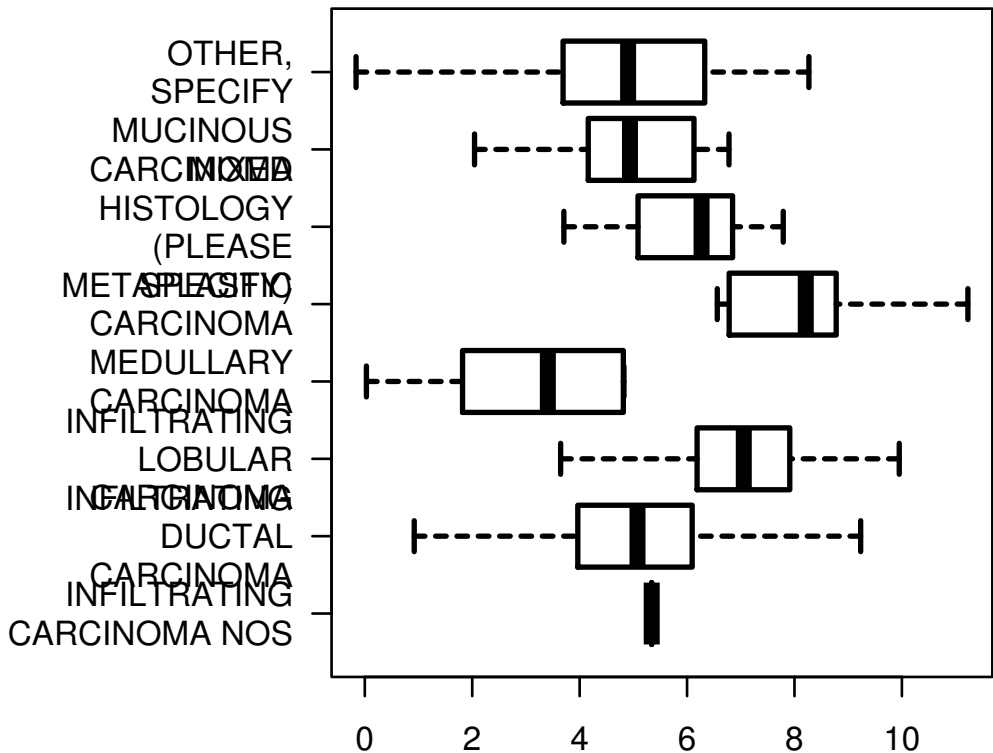 OTHER,
SPECIFY
MUCINOUS
CARCINOMA
MIXED
HISTOLOGY
(PLEASE
SPECIFY)
METAPLASTIC
CARCINOMA
MEDULLARY
CARCINOMA
INFILTRATING
LOBULAR
CARCINOMA
INFILTRATING
DUCTAL
CARCINOMA
INFILTRATING
CARCINOMA NOS
0 2 4 6 8 10